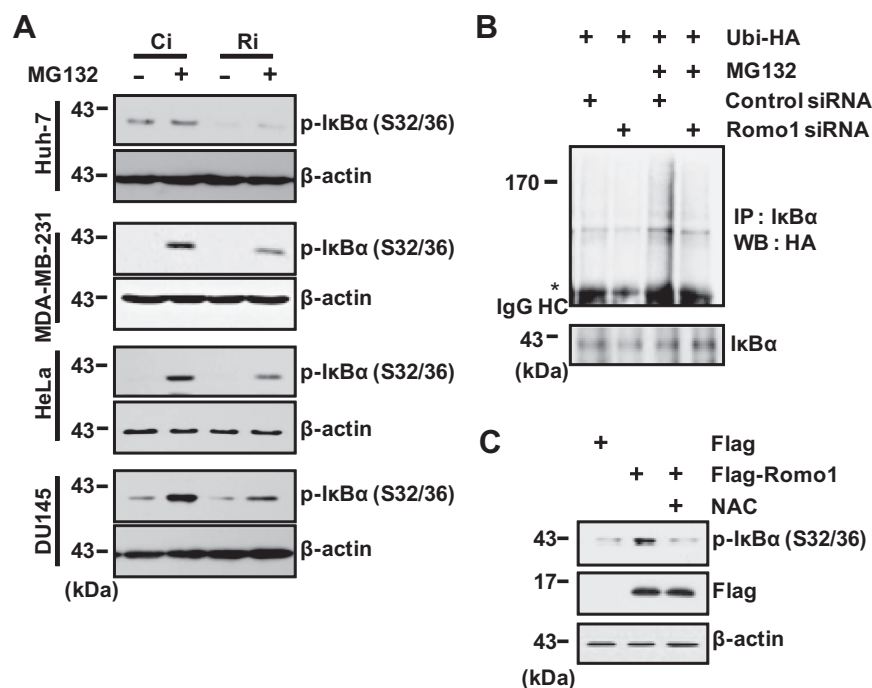 A
Ci Ri
MG132 – + – +
Huh-7
43
p-IκBα (S32/36)
43
β-actin
MDA-MB-231
43
p-IκBα (S32/36)
43
β-actin
HeLa
43
p-IκBα (S32/36)
43
β-actin
DU145
43
p-IκBα (S32/36)
43
β-actin
(kDa)
B
+ + + + Ubi-HA
+ + MG132
+ + Control siRNA
+ + Romo1 siRNA
170
IP : IκBα
WB : HA
*
IgG HC
43
IκBα
(kDa)
C
+ Flag
+ + Flag-Romo1
+ NAC
43
p-IκBα (S32/36)
17
Flag
43
β-actin
(kDa)